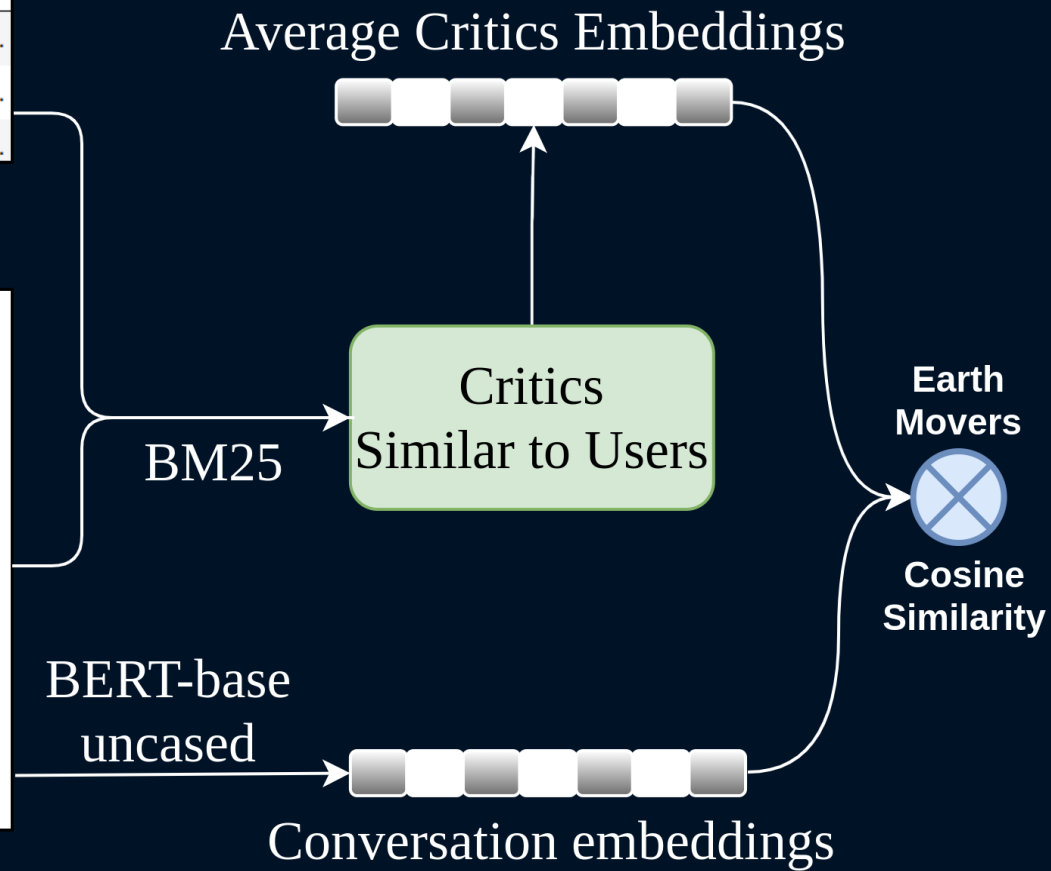 Average Critics Embeddings
Critics
Similar to Users
BM25
Earth
Movers
Cosine
Similarity
BERT-base
uncased
Conversation embeddings